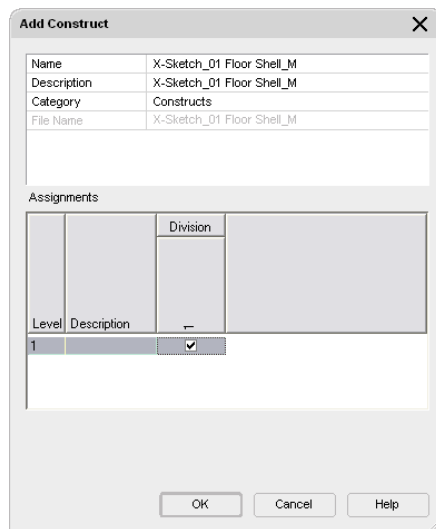 Add Construct
Name X-Sketch_01 Floor Shell_M
Description X-Sketch_01 Floor Shell_M
Category Constructs
File Name X-Sketch_01 Floor Shell_M
Assignments
Division
Level Description 1
1
OK Cancel Help